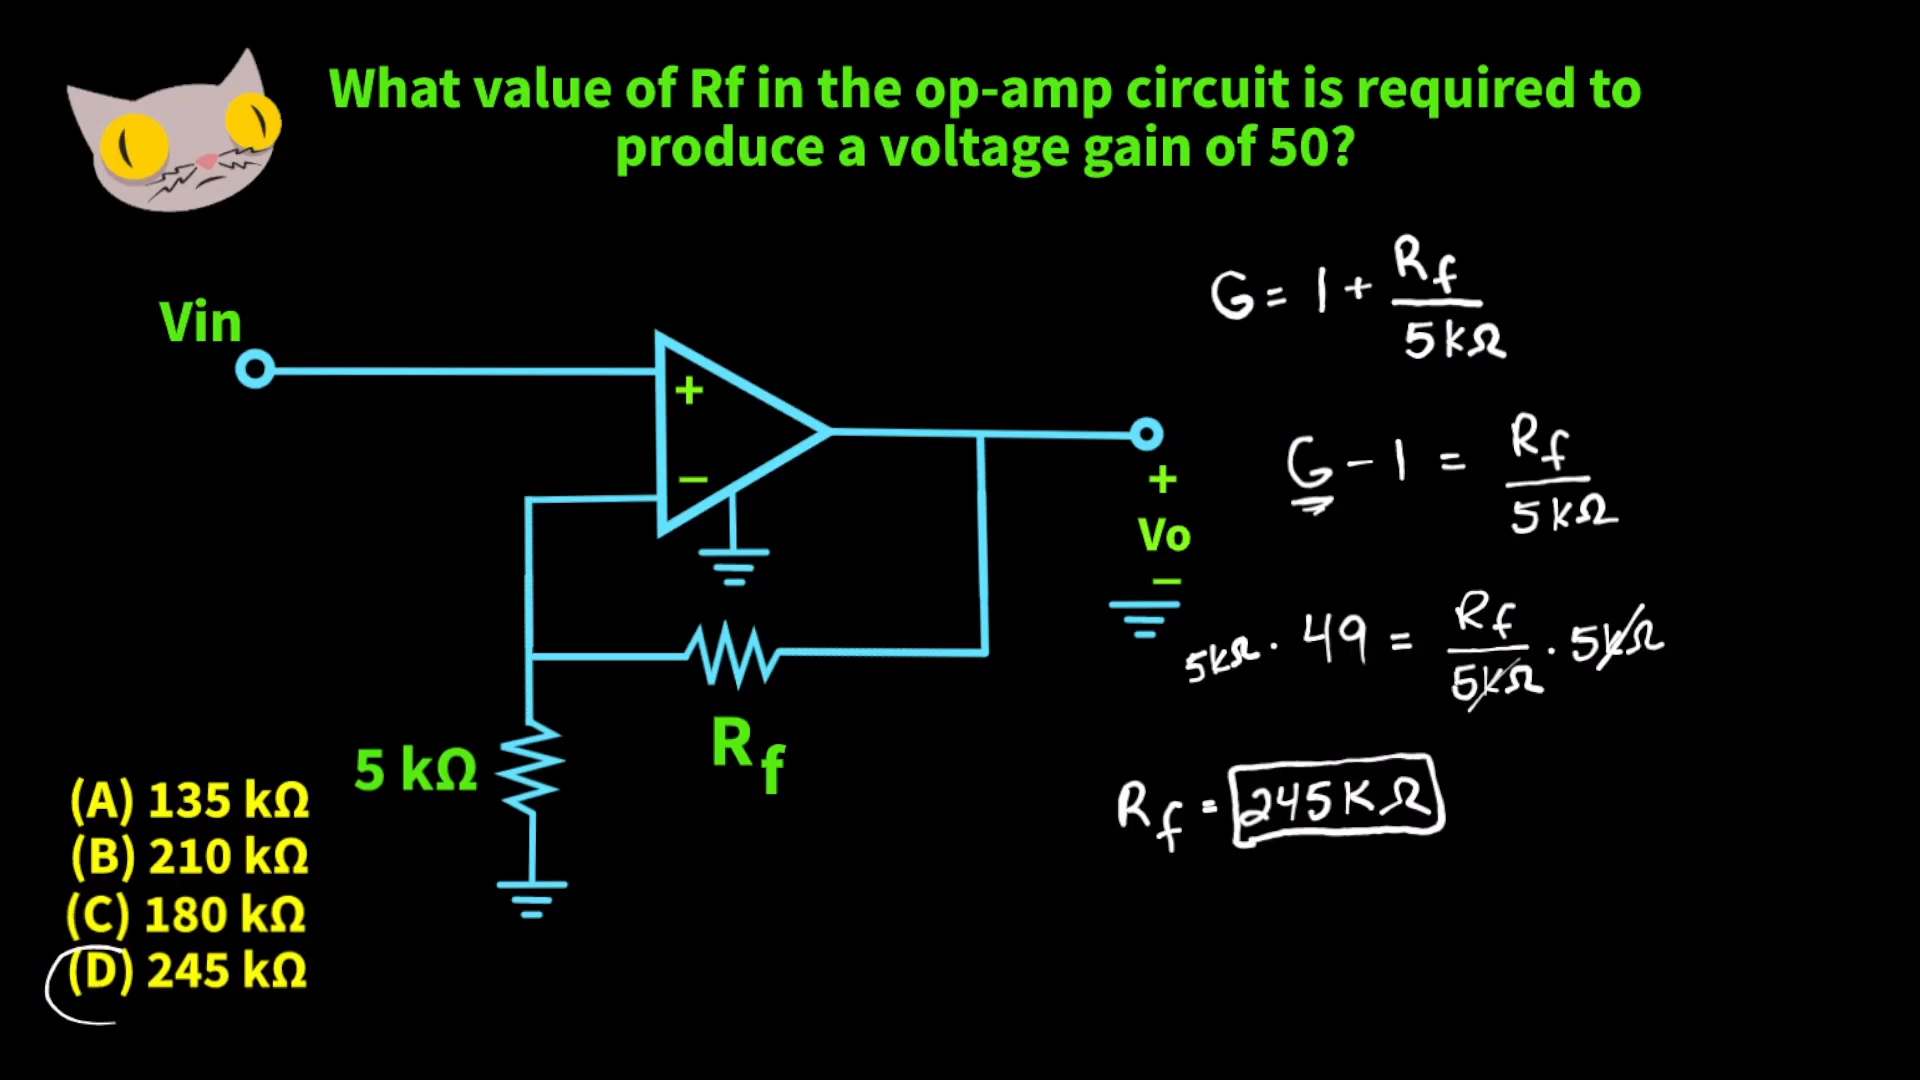 What value of Rf in the op-amp circuit is required to
produce a voltage gain of 50?
Vin
+
−
+
Vo
−
Rf
5 kΩ
(A) 135 kΩ
(B) 210 kΩ
(C) 180 kΩ
(D) 245 kΩ
G = 1 + Rf / 5kΩ
G - 1 = Rf / 5kΩ
5kΩ · 49 = Rf / 5kΩ · 5kΩ
Rf = 245KΩ